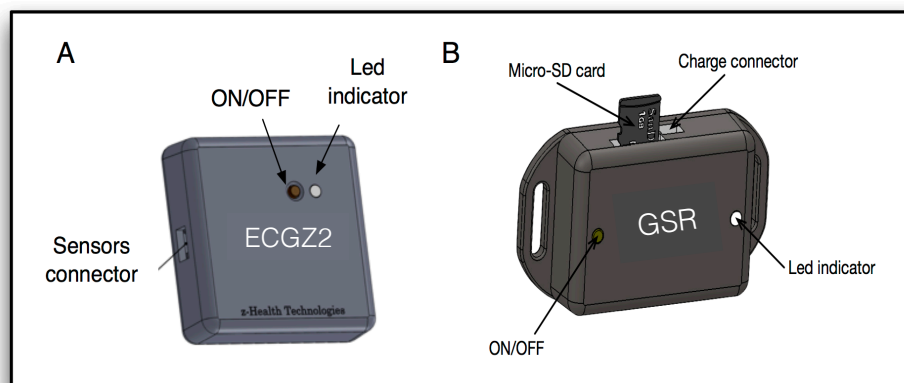 A
Led
indicator
ON/OFF
ECGZ2
Sensors
connector
z-Health Technologies
B
Micro-SD card
Charge connector
1GB
GSR
Led indicator
ON/OFF